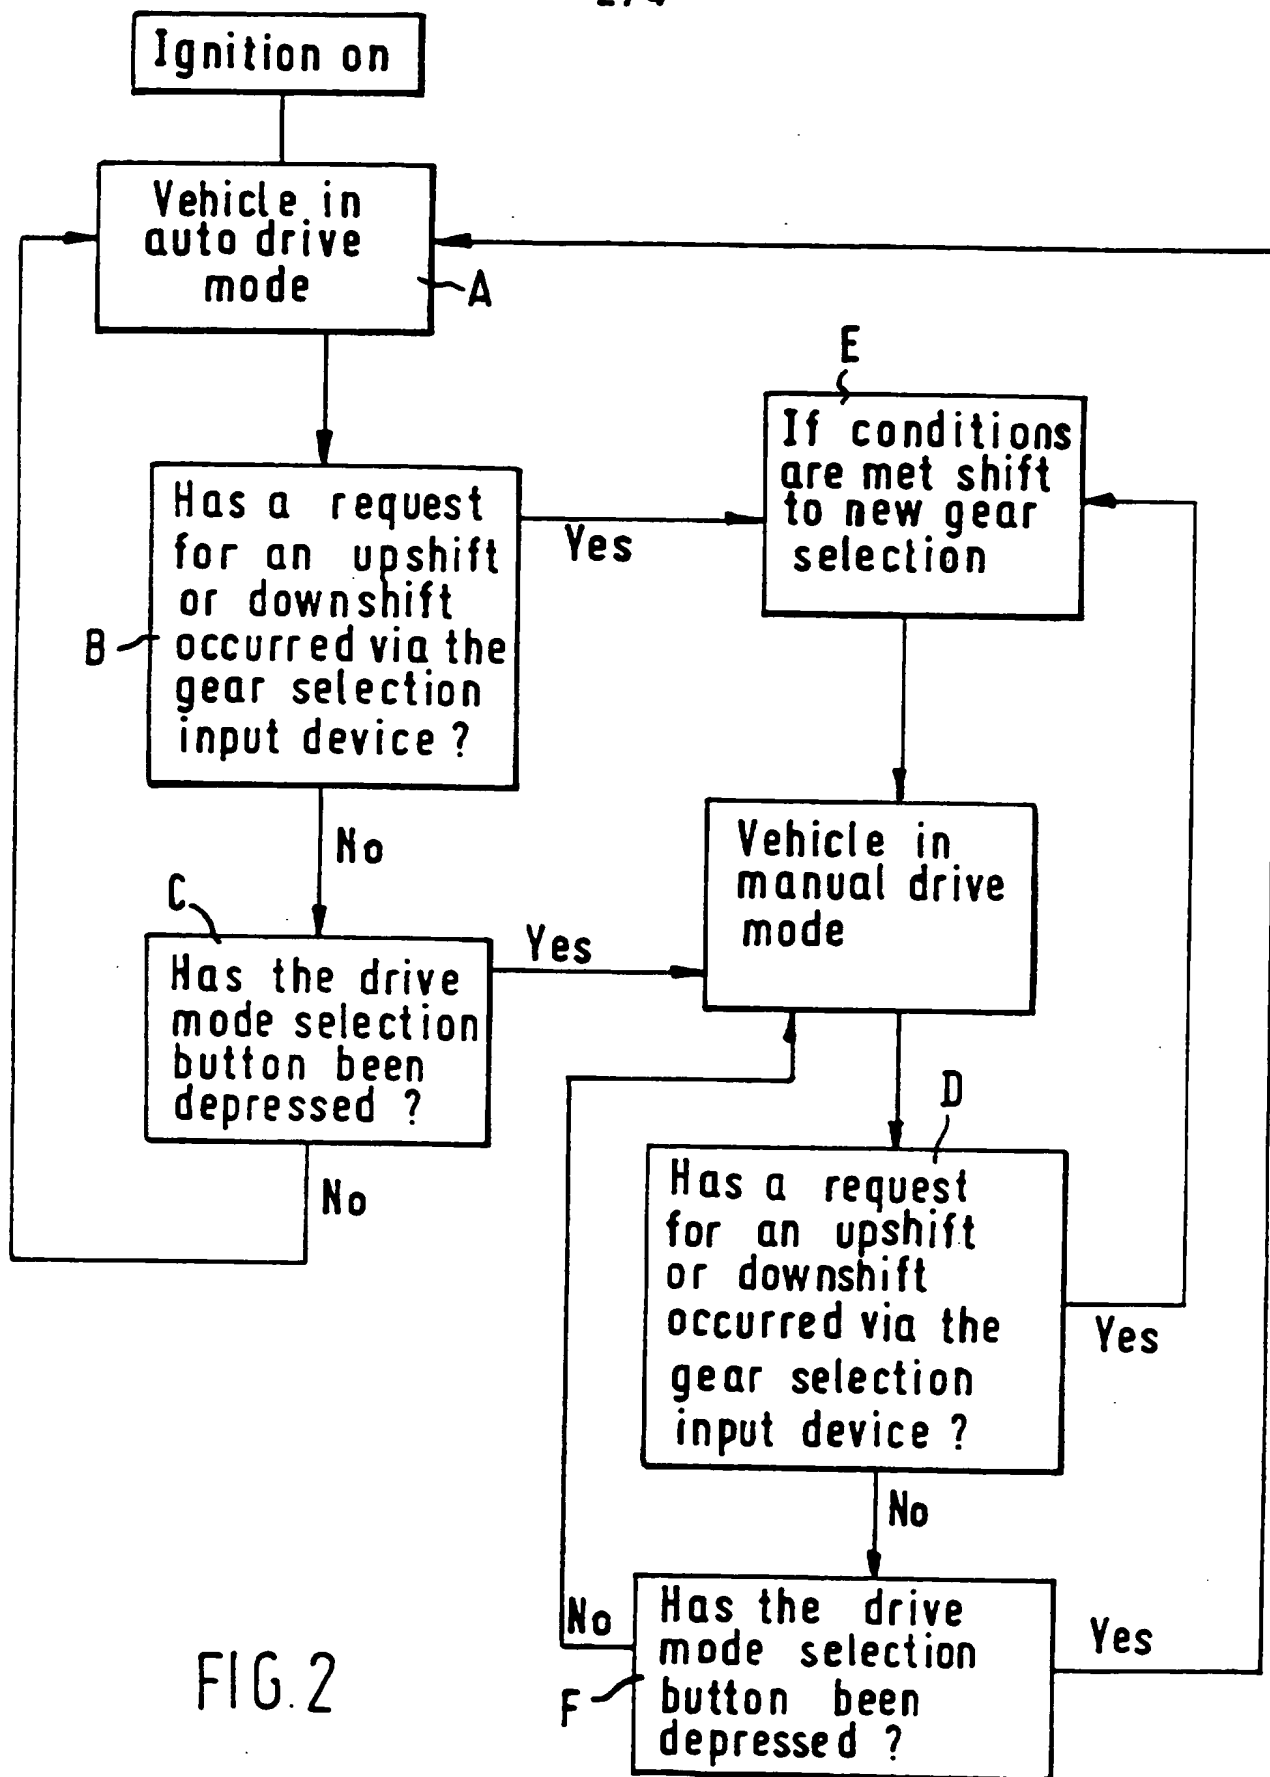 Ignition on
Vehicle in
auto drive
mode
A
E
If conditions
are met shift
to new gear
selection
Has a request
for an upshift
or downshift
occurred via the
gear selection
input device ?
B
Yes
No
Vehicle in
manual drive
mode
C
Has the drive
mode selection
button been
depressed ?
Yes
No
D
Has a request
for an upshift
or downshift
occurred via the
gear selection
input device ?
Yes
No
Has the drive
mode selection
button been
depressed ?
No
Yes
F
FIG.2